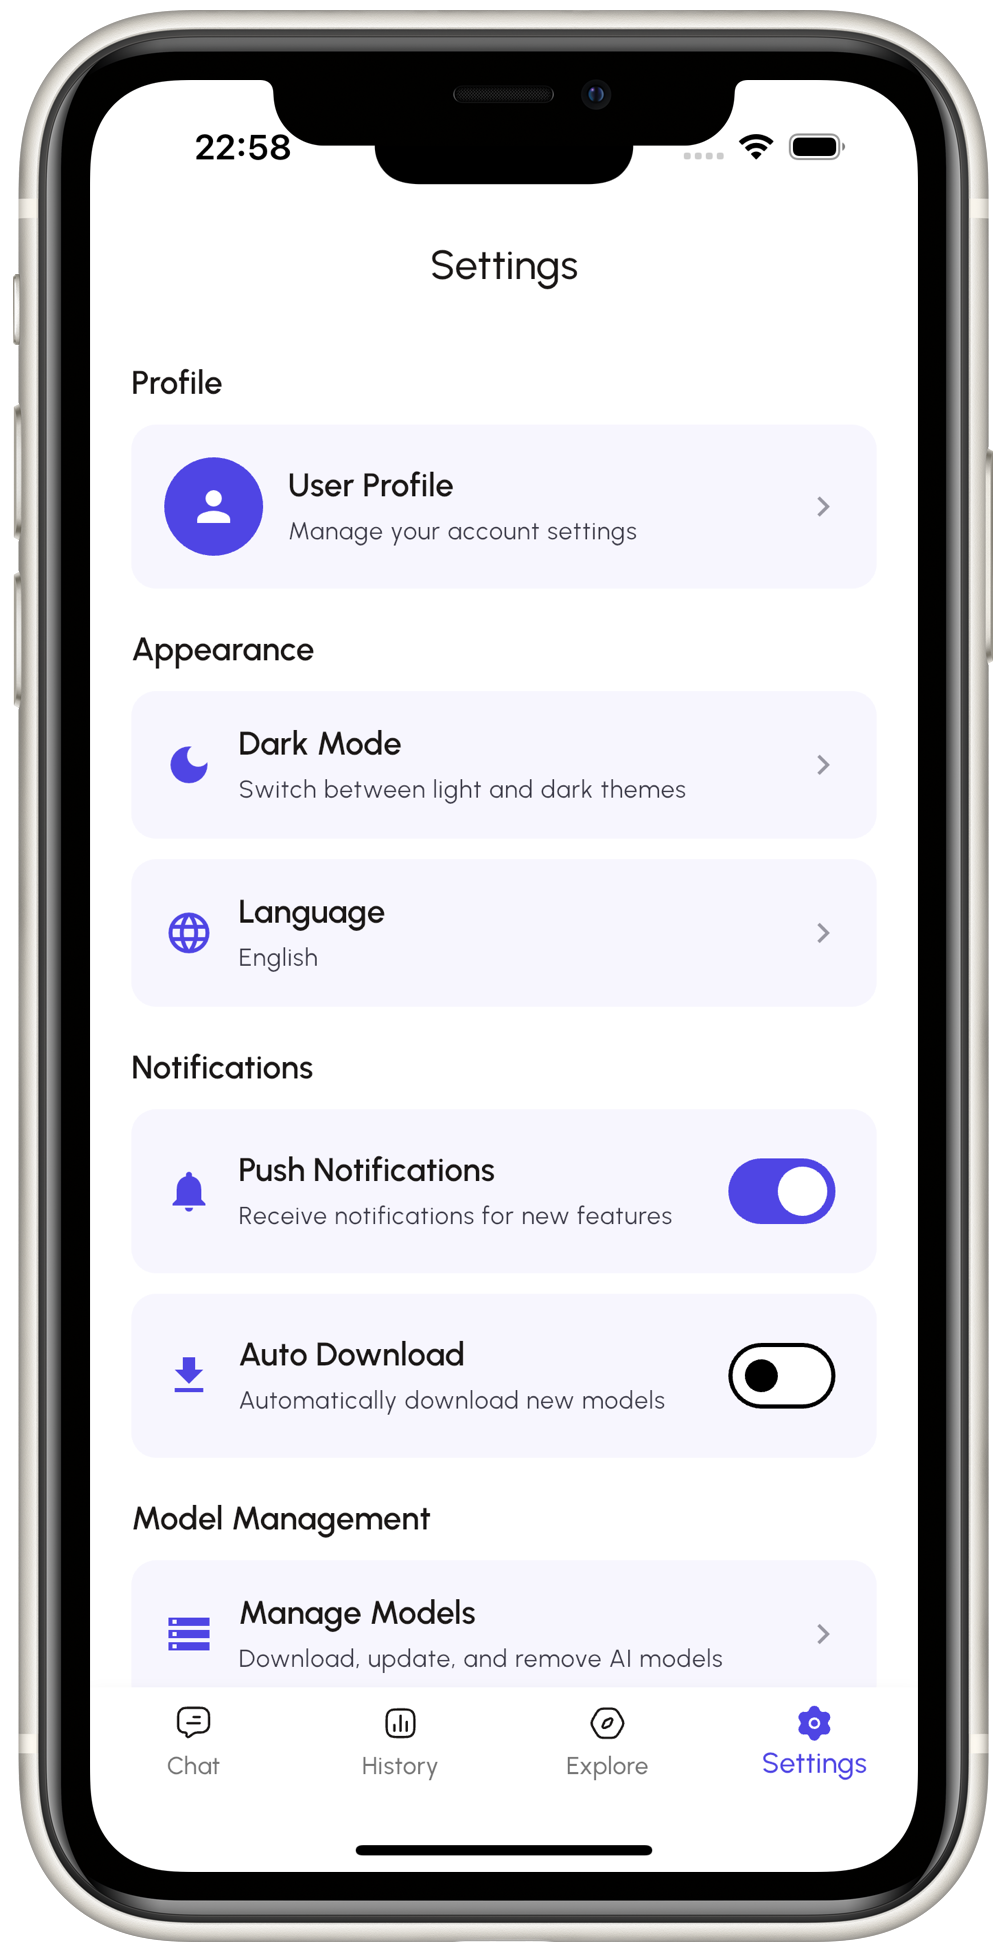 22:58
Settings
Profile
User Profile
Manage your account settings
Appearance
Dark Mode
Switch between light and dark themes
Language
English
Notifications
Push Notifications
Receive notifications for new features
Auto Download
Automatically download new models
Model Management
Manage Models
Download, update, and remove AI models
Chat
History
Explore
Settings